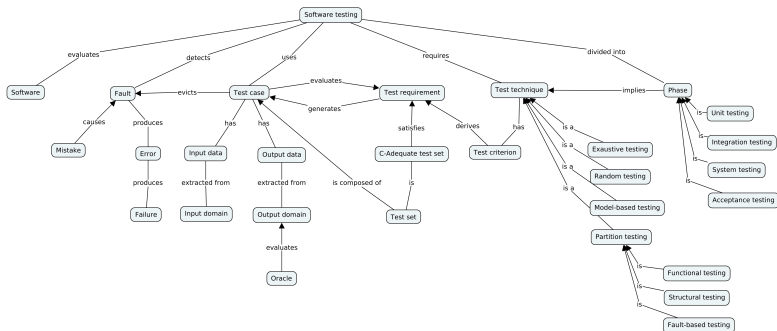 Software testing
evaluates
detects
uses
requires
divided into
Software
Fault
evicts
Test case
evaluates
generates
Test requirement
Test technique
implies
Phase
causes
produces
has
has
satisfies
derives
has
is a
is a
is a
is a
is
is
is
is
Unit testing
Integration testing
System testing
Acceptance testing
Mistake
Error
Input data
Output data
C-Adequate test set
Test criterion
Exaustive testing
Random testing
Model-based testing
Partition testing
produces
extracted from
extracted from
is composed of
is
Failure
Input domain
Output domain
Test set
evaluates
Oracle
is
is
is
Functional testing
Structural testing
Fault-based testing